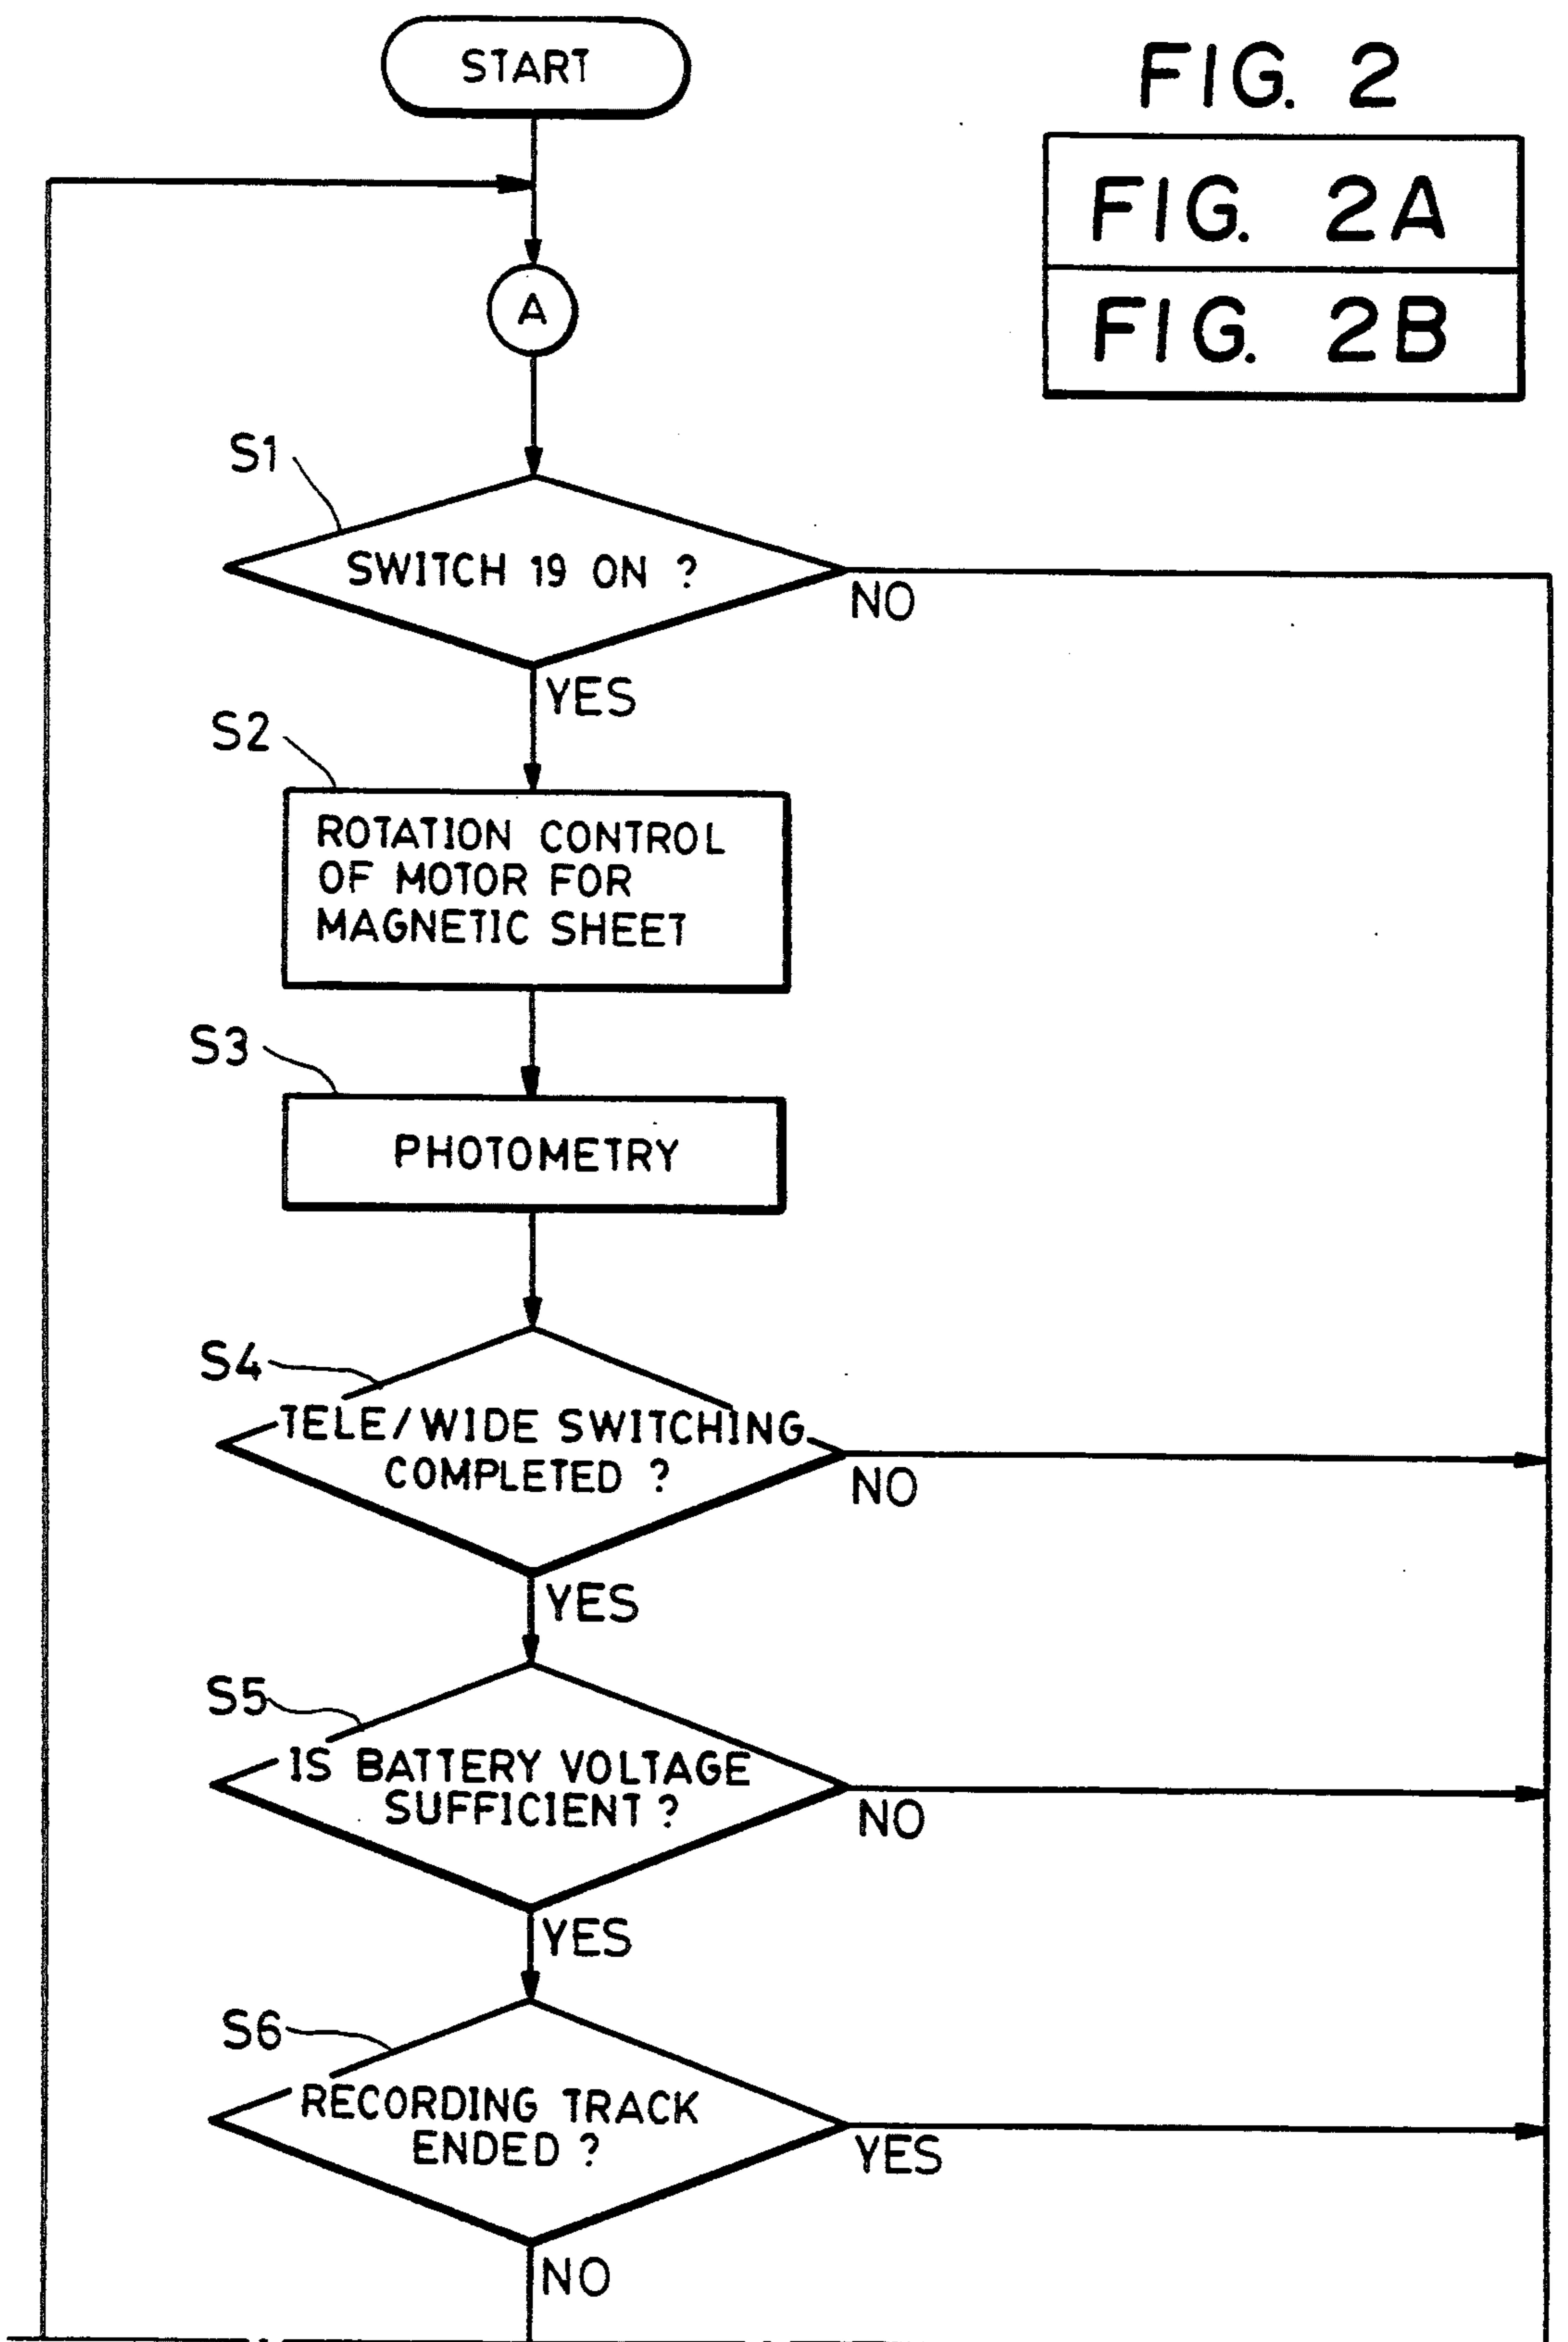 START
FIG. 2
FIG. 2A
FIG. 2B
A
S1
SWITCH 19 ON ?
NO
YES
S2
ROTATION CONTROL
OF MOTOR FOR
MAGNETIC SHEET
S3
PHOTOMETRY
S4
TELE/WIDE SWITCHING
COMPLETED ?
NO
YES
S5
IS BATTERY VOLTAGE
SUFFICIENT ?
NO
YES
S6
RECORDING TRACK
ENDED ?
YES
NO